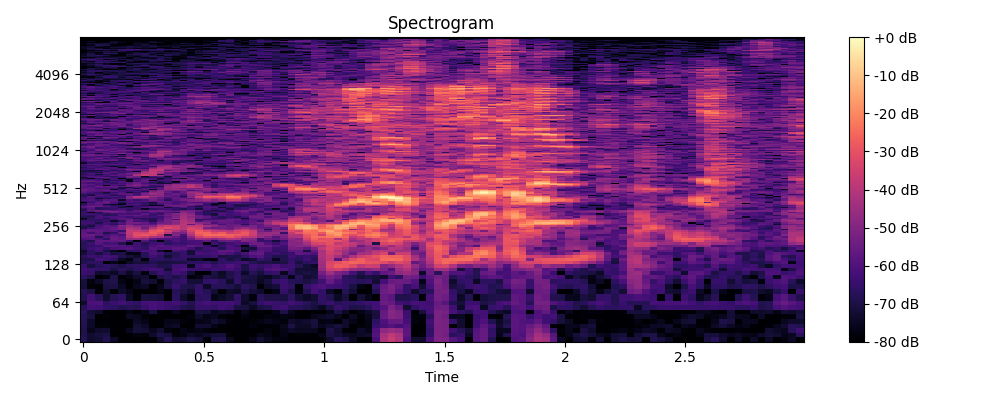 Spectrogram
Hz
4096
2048
1024
512
256
128
64
0
0
0.5
1
1.5
2
2.5
Time
+0 dB
-10 dB
-20 dB
-30 dB
-40 dB
-50 dB
-60 dB
-70 dB
-80 dB